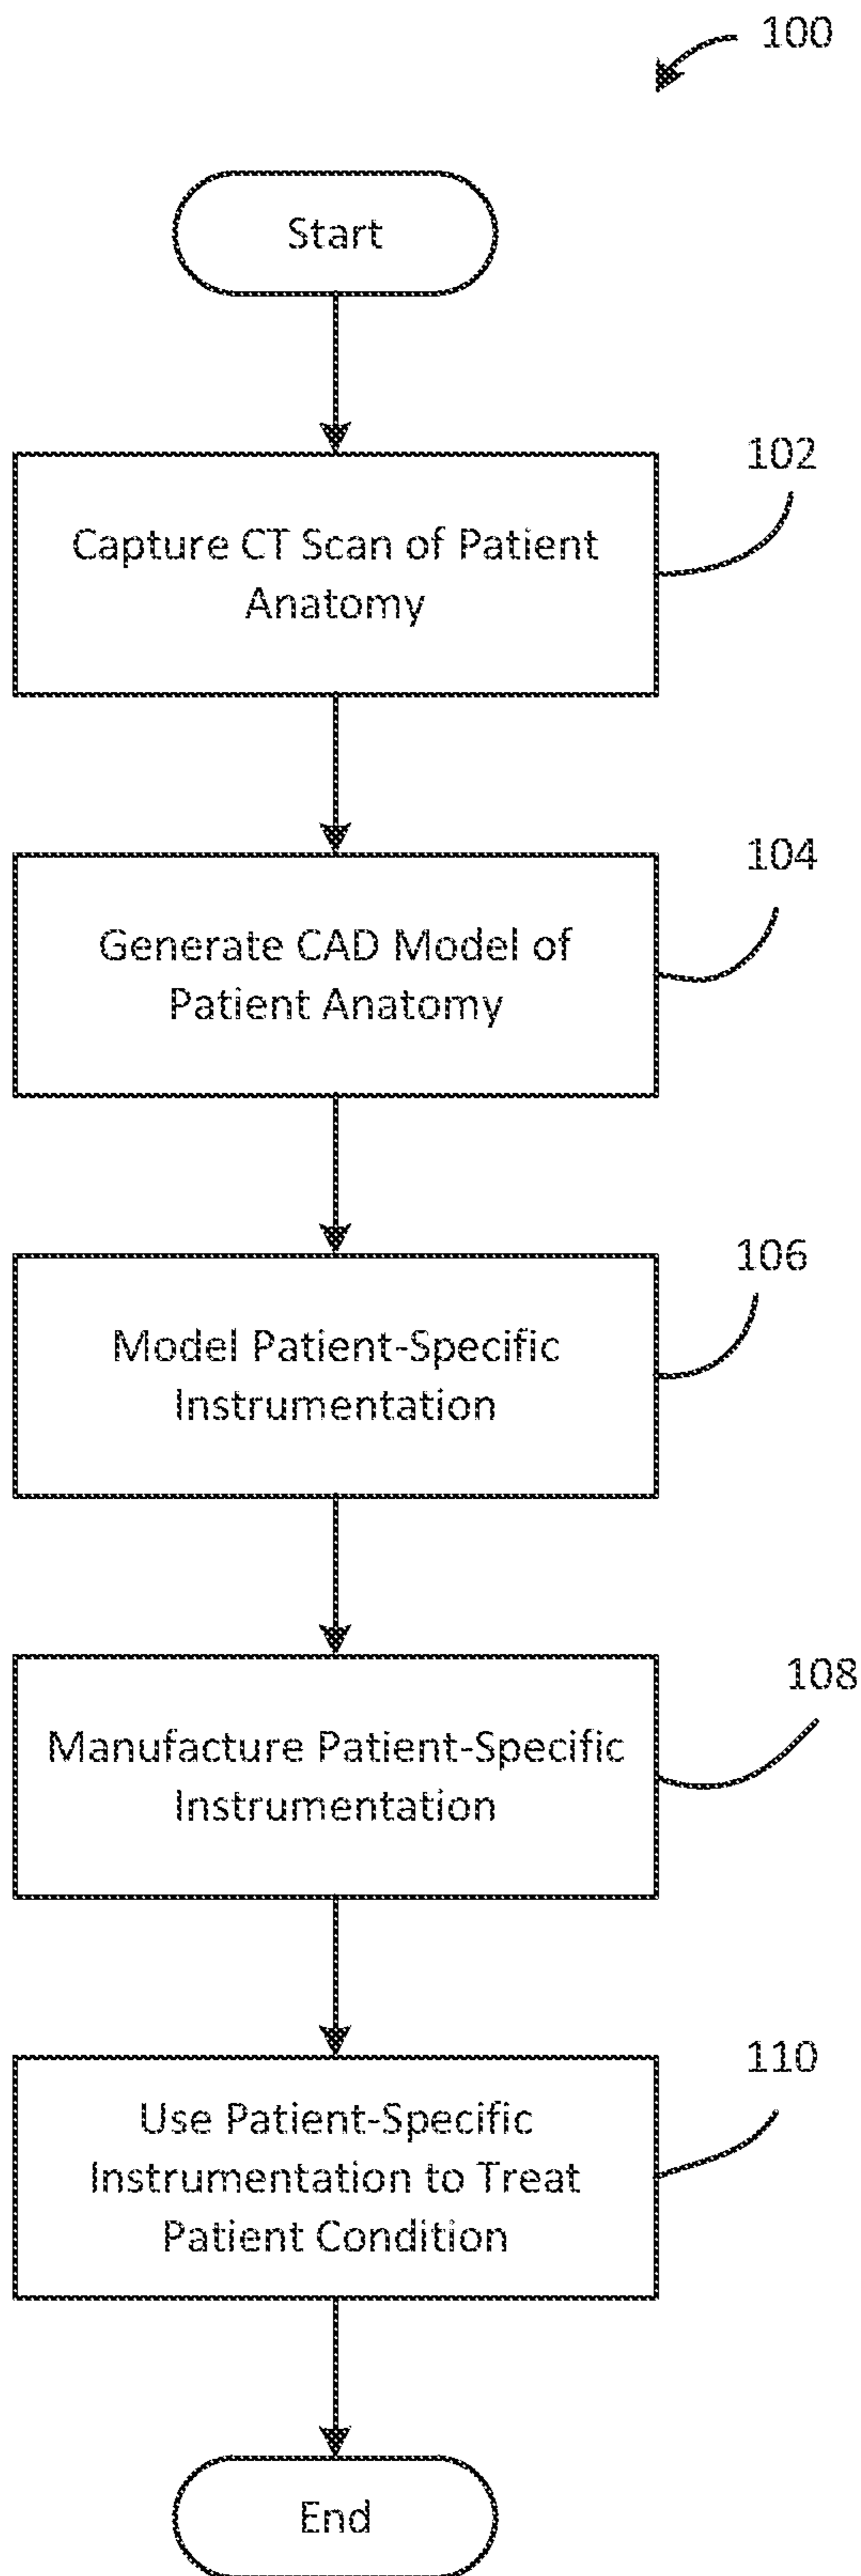 100
Start
102
Capture CT Scan of Patient
Anatomy
104
Generate CAD Model of
Patient Anatomy
106
Model Patient-Specific
Instrumentation
108
Manufacture Patient-Specific
Instrumentation
110
Use Patient-Specific
Instrumentation to Treat
Patient Condition
End